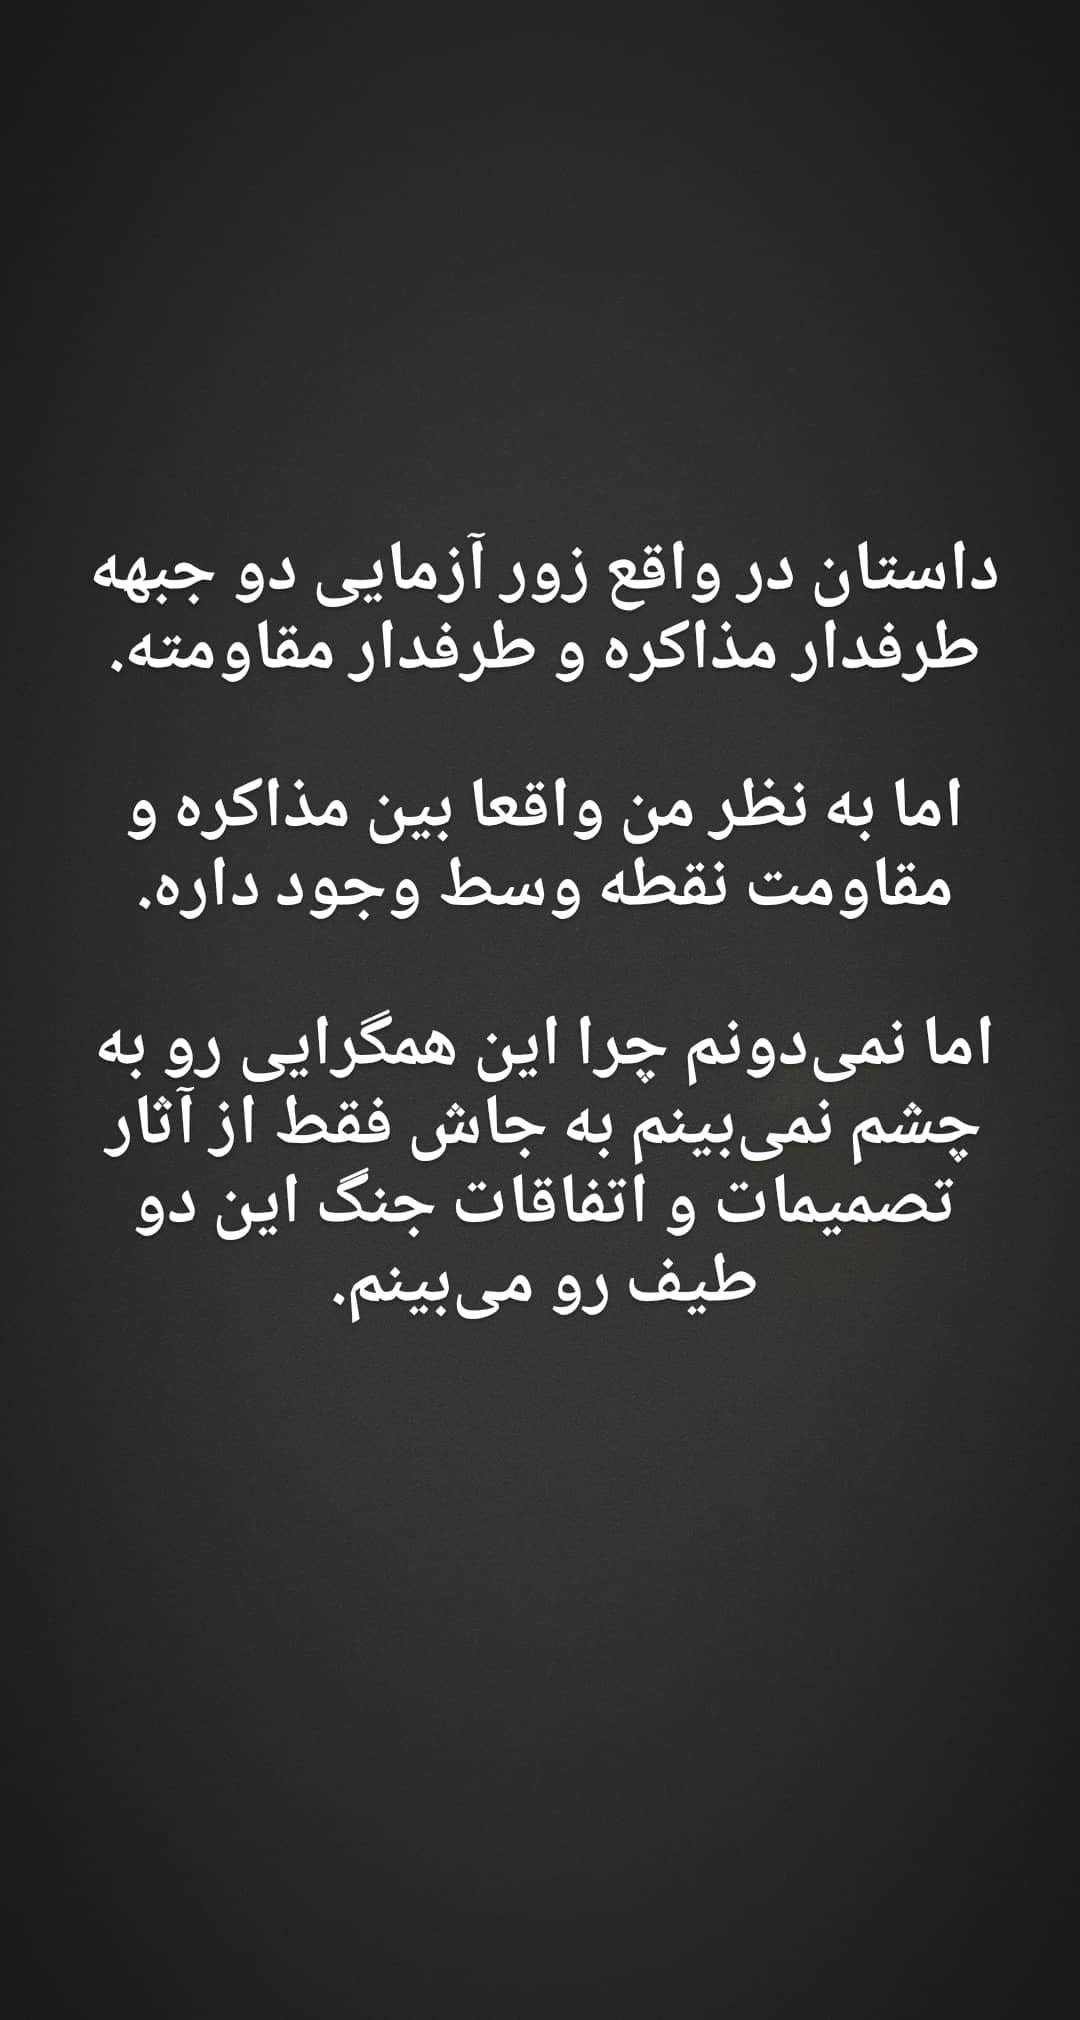 داستان در واقع زور آزمایی دو جبهه
طرفدار مذاکره و طرفدار مقاومته.
اما به نظر من واقعا بین مذاکره و
مقاومت نقطه وسط وجود داره.
اما نمی‌دونم چرا این همگرایی رو به
چشم نمی‌بینم به جاش فقط از آثار
تصمیمات و اتفاقات جنگ این دو
طیف رو می‌بینم.